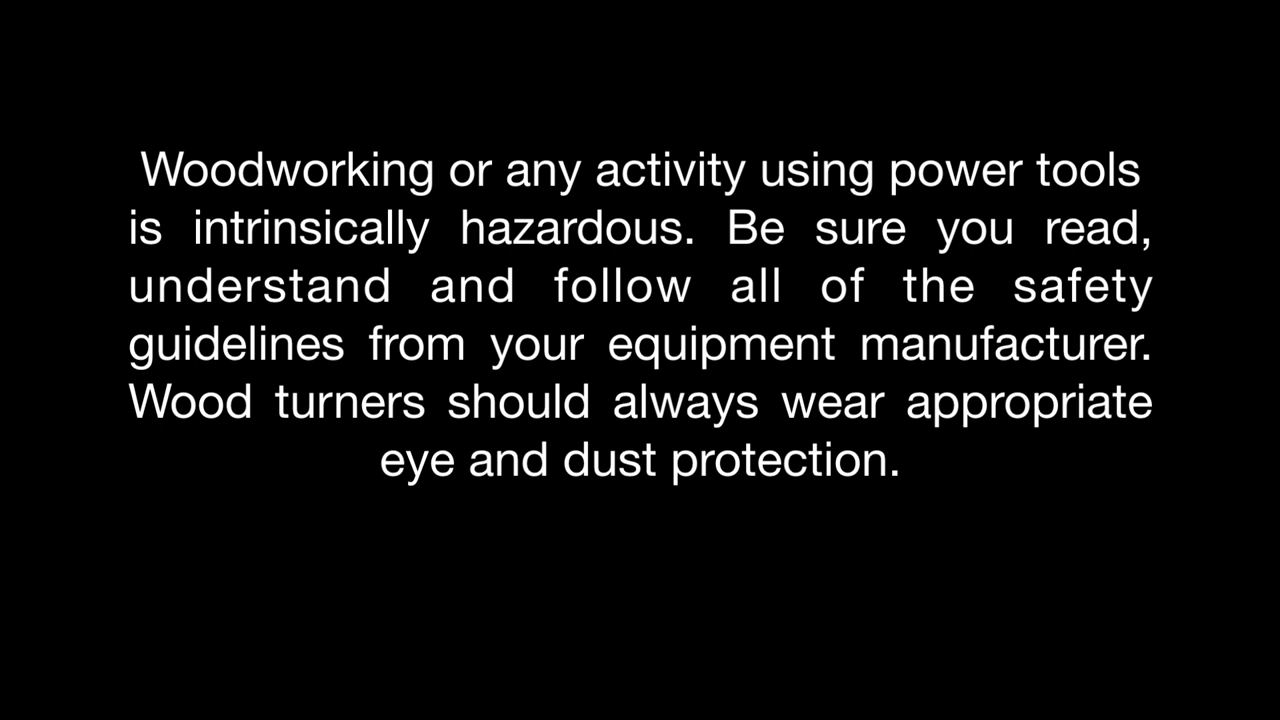 Woodworking or any activity using power tools
is intrinsically hazardous. Be sure you read,
understand and follow all of the safety
guidelines from your equipment manufacturer.
Wood turners should always wear appropriate
eye and dust protection.